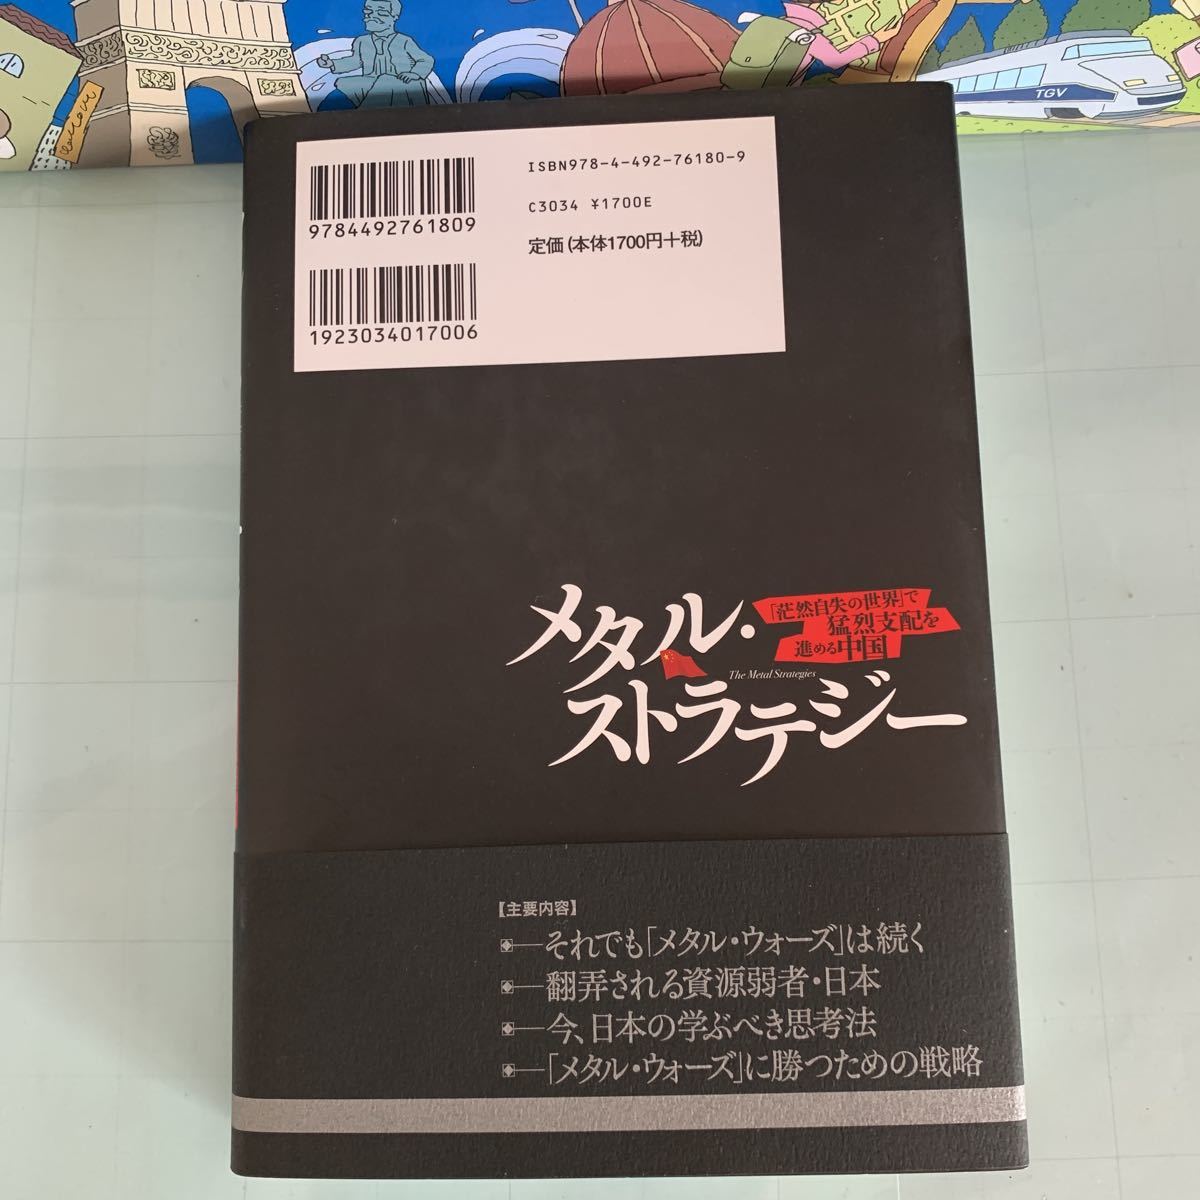 TGV
ISBN978-4-492-76180-9
C3034 ¥1700E
定価(本体1700円+税)
9784492761809
1923034017006
メタル・
ストラテジー
The Metal Strategies
「茫然自失の世界」で
猛烈支配を
進める中国
【主要内容】
それでも「メタル・ウォーズ」は続く
翻弄される資源弱者・日本
今、日本の学ぶべき思考法
「メタル・ウォーズ」に勝つための戦略